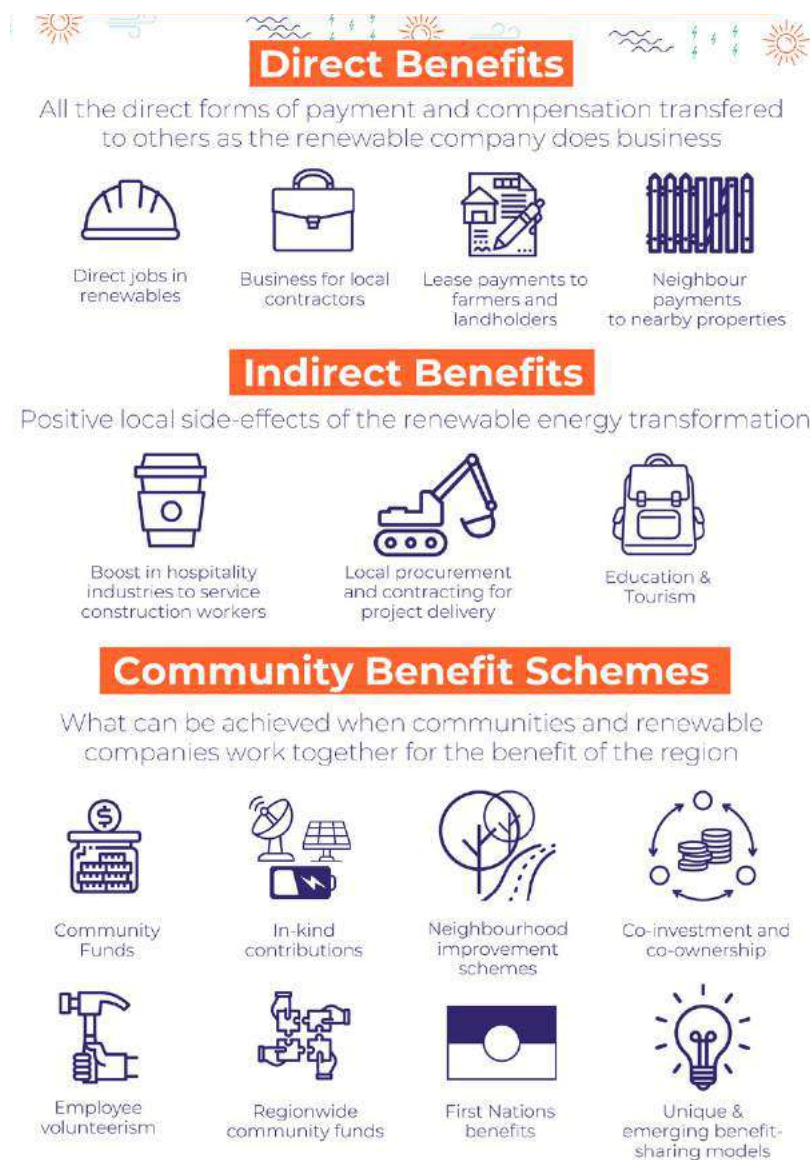 Direct Benefits
All the direct forms of payment and compensation transfered
to others as the renewable company does business
Direct jobs in
renewables
Business for local
contractors
Lease payments to
farmers and
landholders
Neighbour
payments
to nearby properties
Indirect Benefits
Positive local side-effects of the renewable energy transformation
Boost in hospitality
industries to service
construction workers
Local procurement
and contracting for
project delivery
Education &
Tourism
Community Benefit Schemes
What can be achieved when communities and renewable
companies work together for the benefit of the region
Community
Funds
In-kind
contributions
Neighbourhood
improvement
schemes
Co-investment and
co-ownership
Employee
volunteerism
Regionwide
community funds
First Nations
benefits
Unique &
emerging benefit-
sharing models